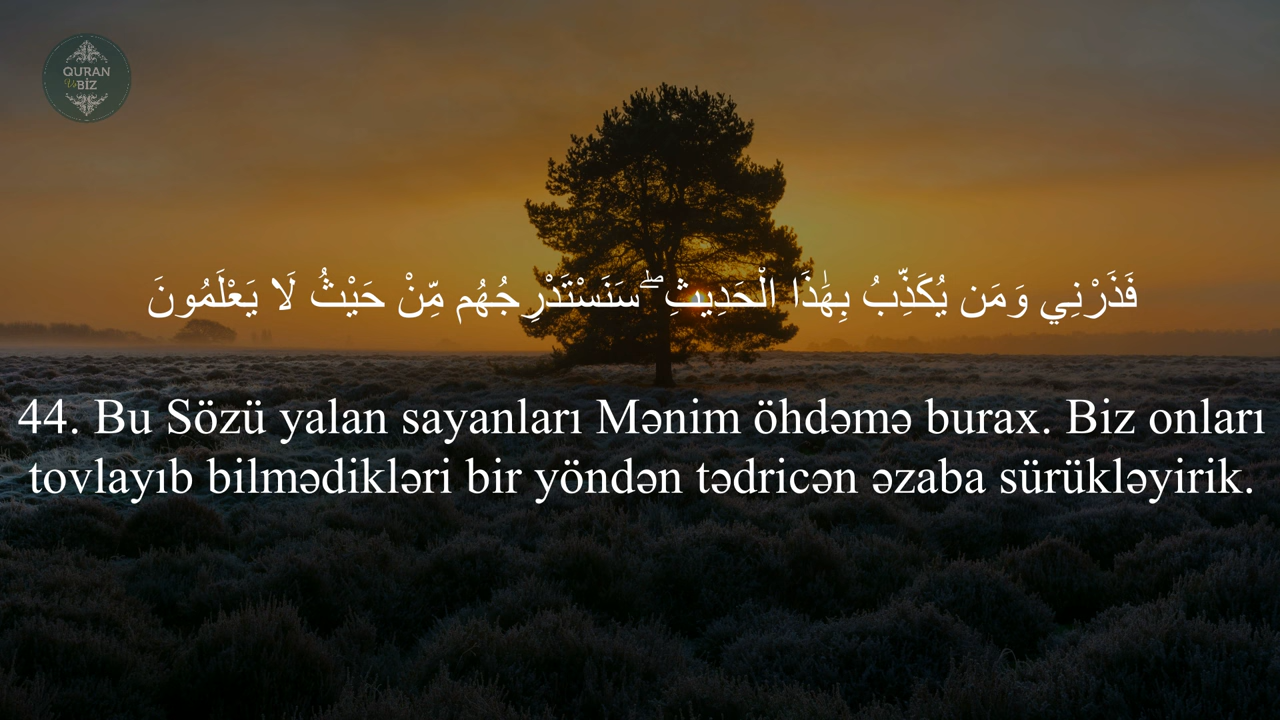 QURAN
Və BİZ
فَذَرْنِي وَمَن يُكَذِّبُ بِهَٰذَا الْحَدِيثِ ۖ سَنَسْتَدْرِجُهُم مِّنْ حَيْثُ لَا يَعْلَمُونَ
44. Bu Sözü yalan sayanları Mənim öhdəmə burax. Biz onları
tovlayıb bilmədikləri bir yöndən tədricən əzaba sürükləyirik.